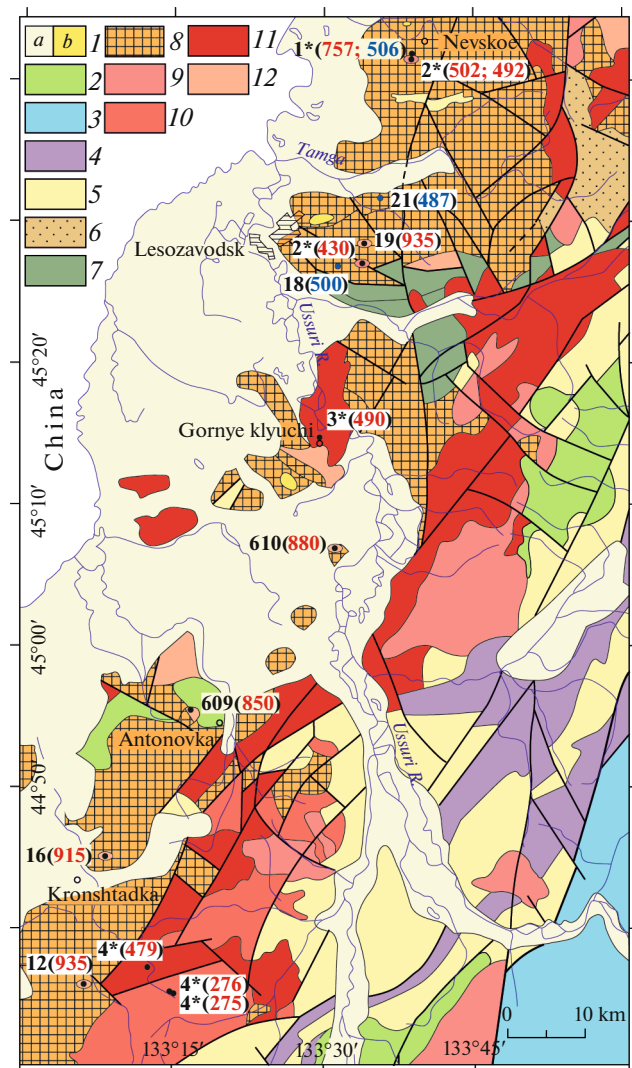 a b 1 8 11
2 9 12
3 10
4
5
6
7
Nevskoe
1*(757; 506)
2*(502; 492)
Tamga
21(487)
Lesozavodsk
2*(430)
19(935)
18(500)
Ussuri R.
45°20′
China
3*(490)
Gornye klyuchi
45°10′
610(880)
45°00′
609(850)
Antonovka
Ussuri R.
44°50′
16(915)
Kronshtadka
4*(479)
12(935)
4*(276)
4*(275)
0 10 km
133°15′ 133°30′ 133°45′